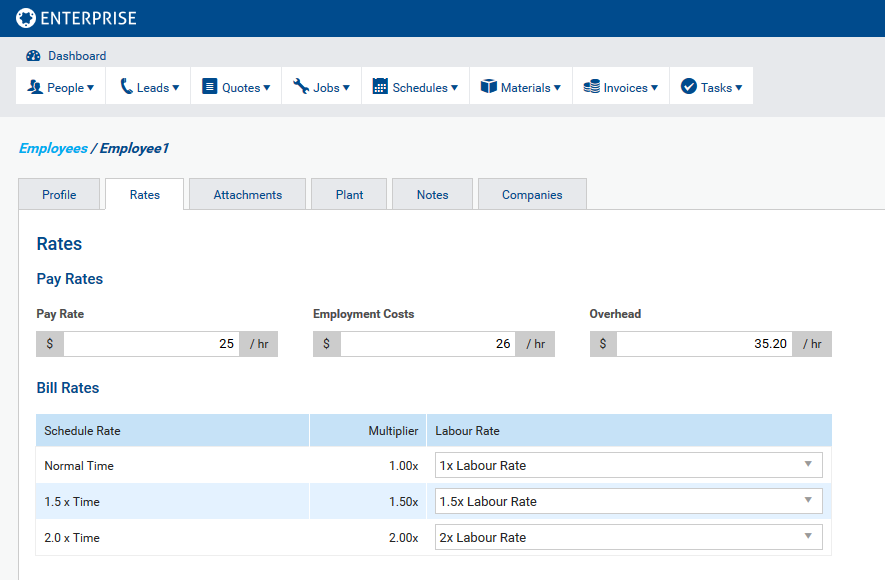 ENTERPRISE
Dashboard
People Leads Quotes Jobs Schedules Materials Invoices Tasks
Employees / Employee1
Profile Rates Attachments Plant Notes Companies
Rates
Pay Rates
Pay Rate Employment Costs Overhead
$ 25 / hr $ 26 / hr $ 35.20 / hr
Bill Rates
Schedule Rate Multiplier Labour Rate
Normal Time 1.00x 1x Labour Rate
1.5 x Time 1.50x 1.5x Labour Rate
2.0 x Time 2.00x 2x Labour Rate